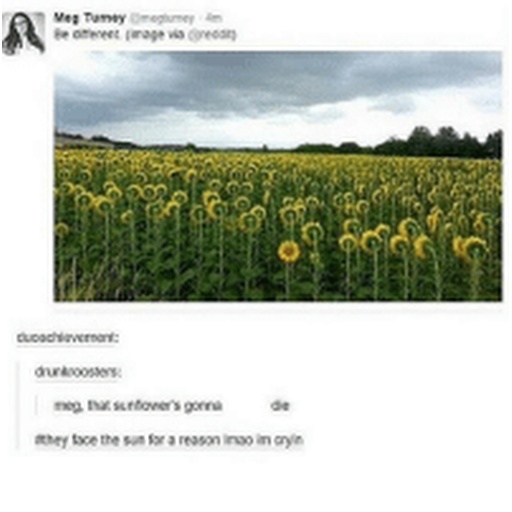 Meg Turney @megturney · 4m
Be different. (image via @reddit)
duoachievement:
drunkroosters:
meg, that sunflower's gonna die
#they face the sun for a reason lmao im cryin